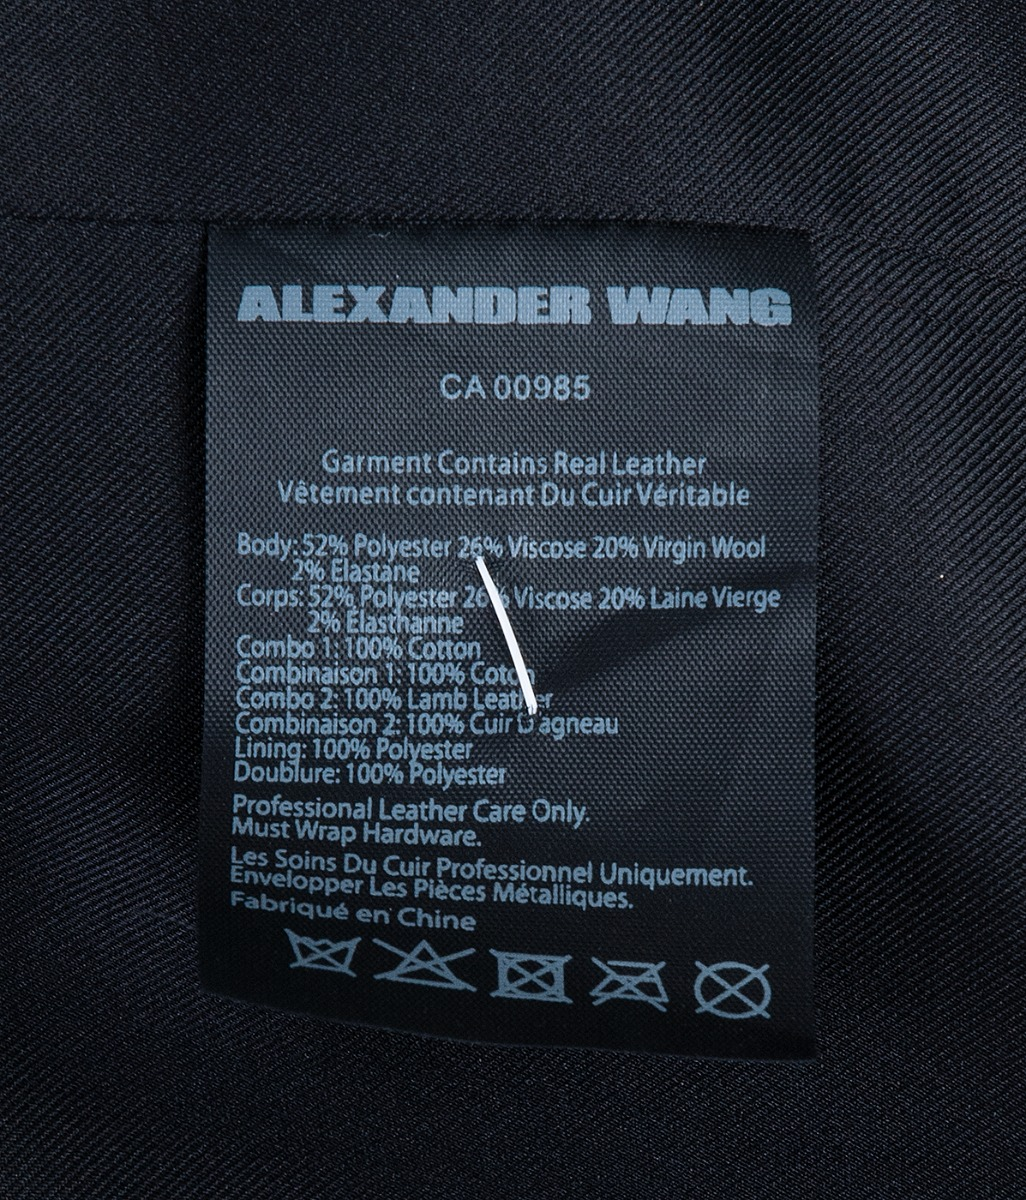 ALEXANDER WANG
CA 00985
Garment Contains Real Leather
Vêtement contenant Du Cuir Véritable
Body: 52% Polyester 26% Viscose 20% Virgin Wool
2% Elastane
Corps: 52% Polyester 26% Viscose 20% Laine Vierge
2% Elasthanne
Combo 1: 100% Cotton
Combinaison 1: 100% Coton
Combo 2: 100% Lamb Leather
Combinaison 2: 100% Cuir D'agneau
Lining: 100% Polyester
Doublure: 100% Polyester
Professional Leather Care Only.
Must Wrap Hardware.
Les Soins Du Cuir Professionnel Uniquement.
Envelopper Les Pièces Métalliques.
Fabriqué en Chine